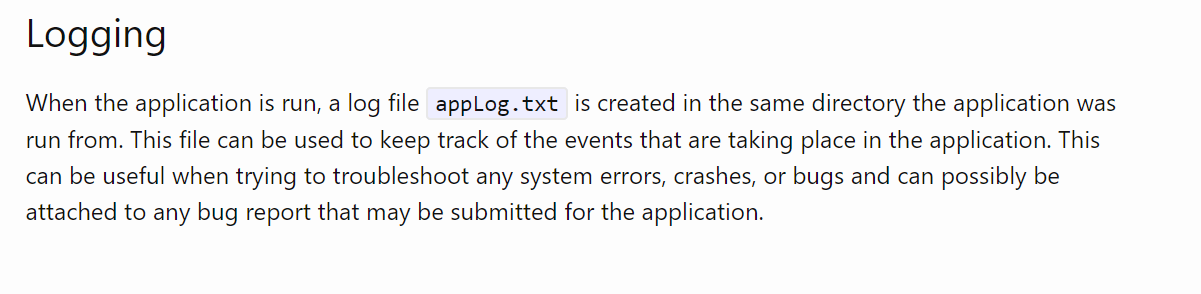 Logging
When the application is run, a log file appLog.txt is created in the same directory the application was
run from. This file can be used to keep track of the events that are taking place in the application. This
can be useful when trying to troubleshoot any system errors, crashes, or bugs and can possibly be
attached to any bug report that may be submitted for the application.